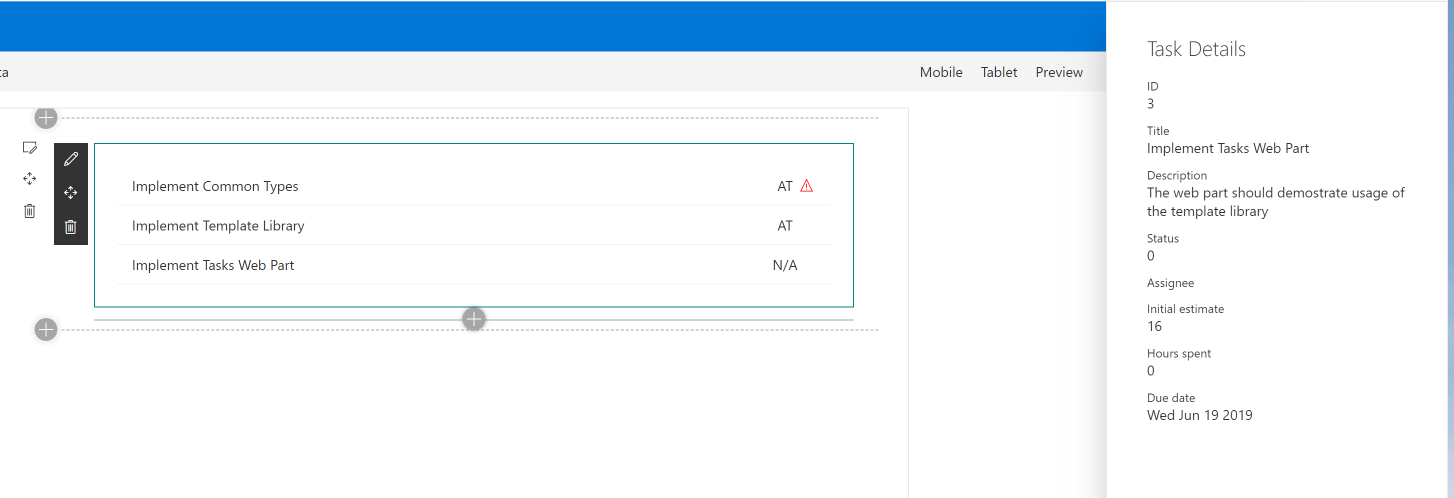 ta
Mobile Tablet Preview
Implement Common Types AT
Implement Template Library AT
Implement Tasks Web Part N/A
Task Details
ID
3
Title
Implement Tasks Web Part
Description
The web part should demostrate usage of
the template library
Status
0
Assignee
Initial estimate
16
Hours spent
0
Due date
Wed Jun 19 2019